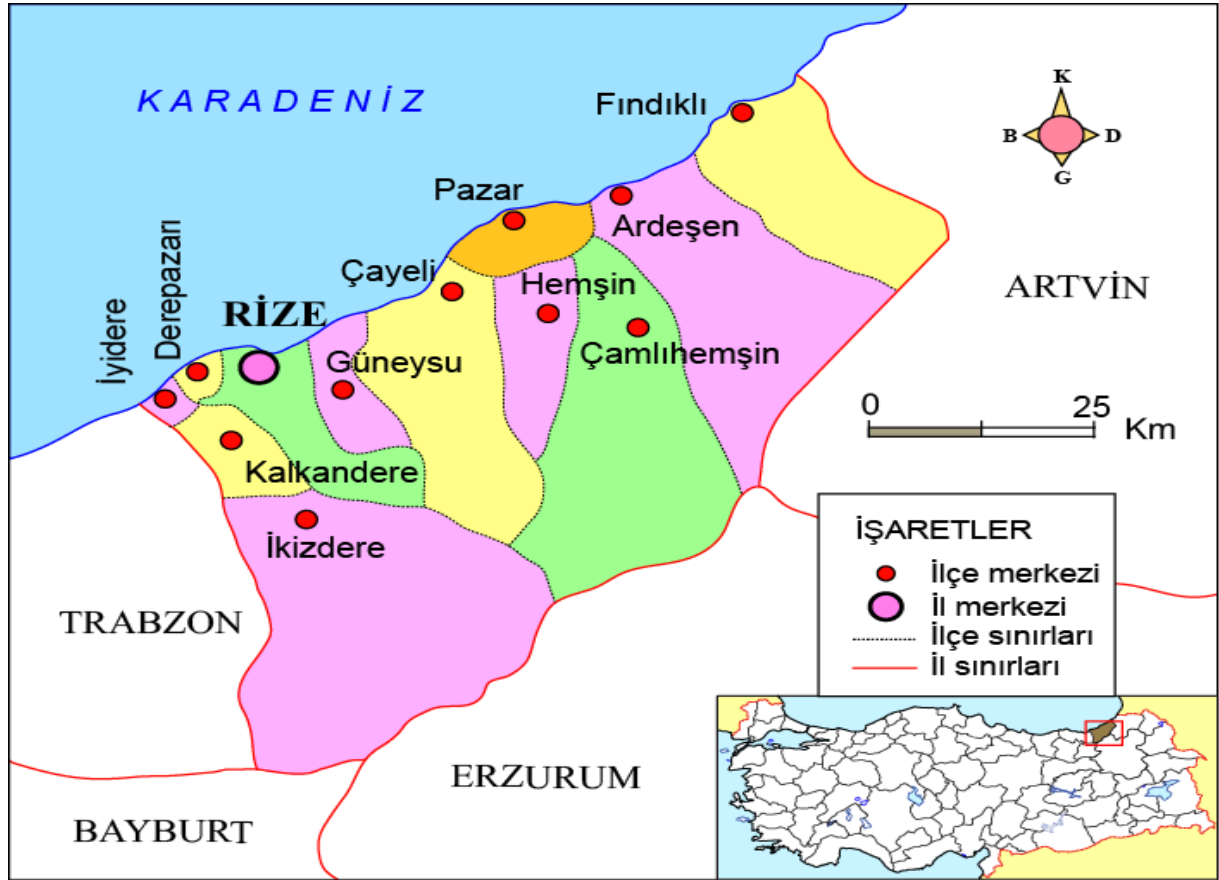 KARADENİZ
Fındıklı
Pazar
Ardeşen
Çayeli
Hemşin
Çamlıhemşin
RİZE
Güneysu
Derepazarı
İyidere
Kalkandere
İkizdere
K
B
D
G
ARTVİN
0
25
Km
TRABZON
BAYBURT
ERZURUM
İŞARETLER
İlçe merkezi
İl merkezi
İlçe sınırları
İl sınırları